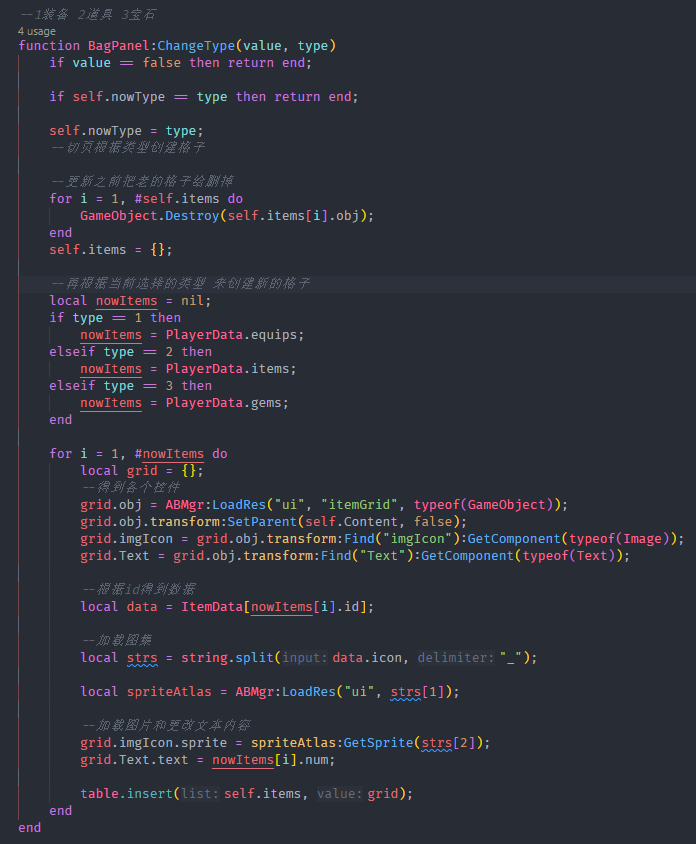 --1装备 2道具 3宝石
4 usage
function BagPanel:ChangeType(value, type)
if value == false then return end;
if self.nowType == type then return end;
self.nowType = type;
--切页根据类型创建格子
--更新之前把老的格子给删掉
for i = 1, #self.items do
GameObject.Destroy(self.items[i].obj);
end
self.items = {};
--再根据当前选择的类型 来创建新的格子
local nowItems = nil;
if type == 1 then
nowItems = PlayerData.equips;
elseif type == 2 then
nowItems = PlayerData.items;
elseif type == 3 then
nowItems = PlayerData.gems;
end
for i = 1, #nowItems do
local grid = {};
--得到各个控件
grid.obj = ABMgr:LoadRes("ui", "itemGrid", typeof(GameObject));
grid.obj.transform:SetParent(self.Content, false);
grid.imgIcon = grid.obj.transform:Find("imgIcon"):GetComponent(typeof(Image));
grid.Text = grid.obj.transform:Find("Text"):GetComponent(typeof(Text));
--根据id得到数据
local data = ItemData[nowItems[i].id];
--加载图集
local strs = string.split(input: data.icon, delimiter: "_");
local spriteAtlas = ABMgr:LoadRes("ui", strs[1]);
--加载图片和更改文本内容
grid.imgIcon.sprite = spriteAtlas:GetSprite(strs[2]);
grid.Text.text = nowItems[i].num;
table.insert(list: self.items, value: grid);
end
end